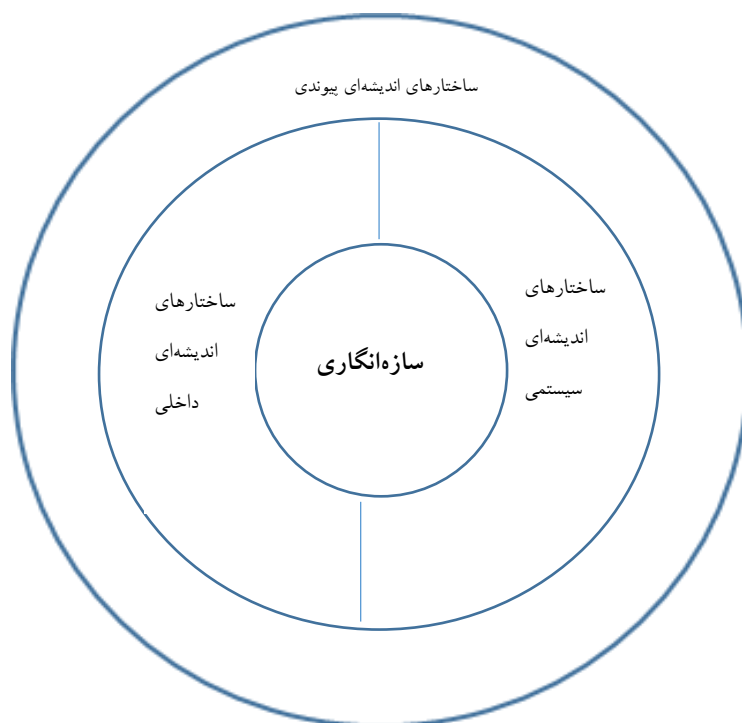 ساختارهای اندیشه‌ای پیوندی
ساختارهای
اندیشه‌ای
سیستمی
سازه‌انگاری
ساختارهای
اندیشه‌ای
داخلی